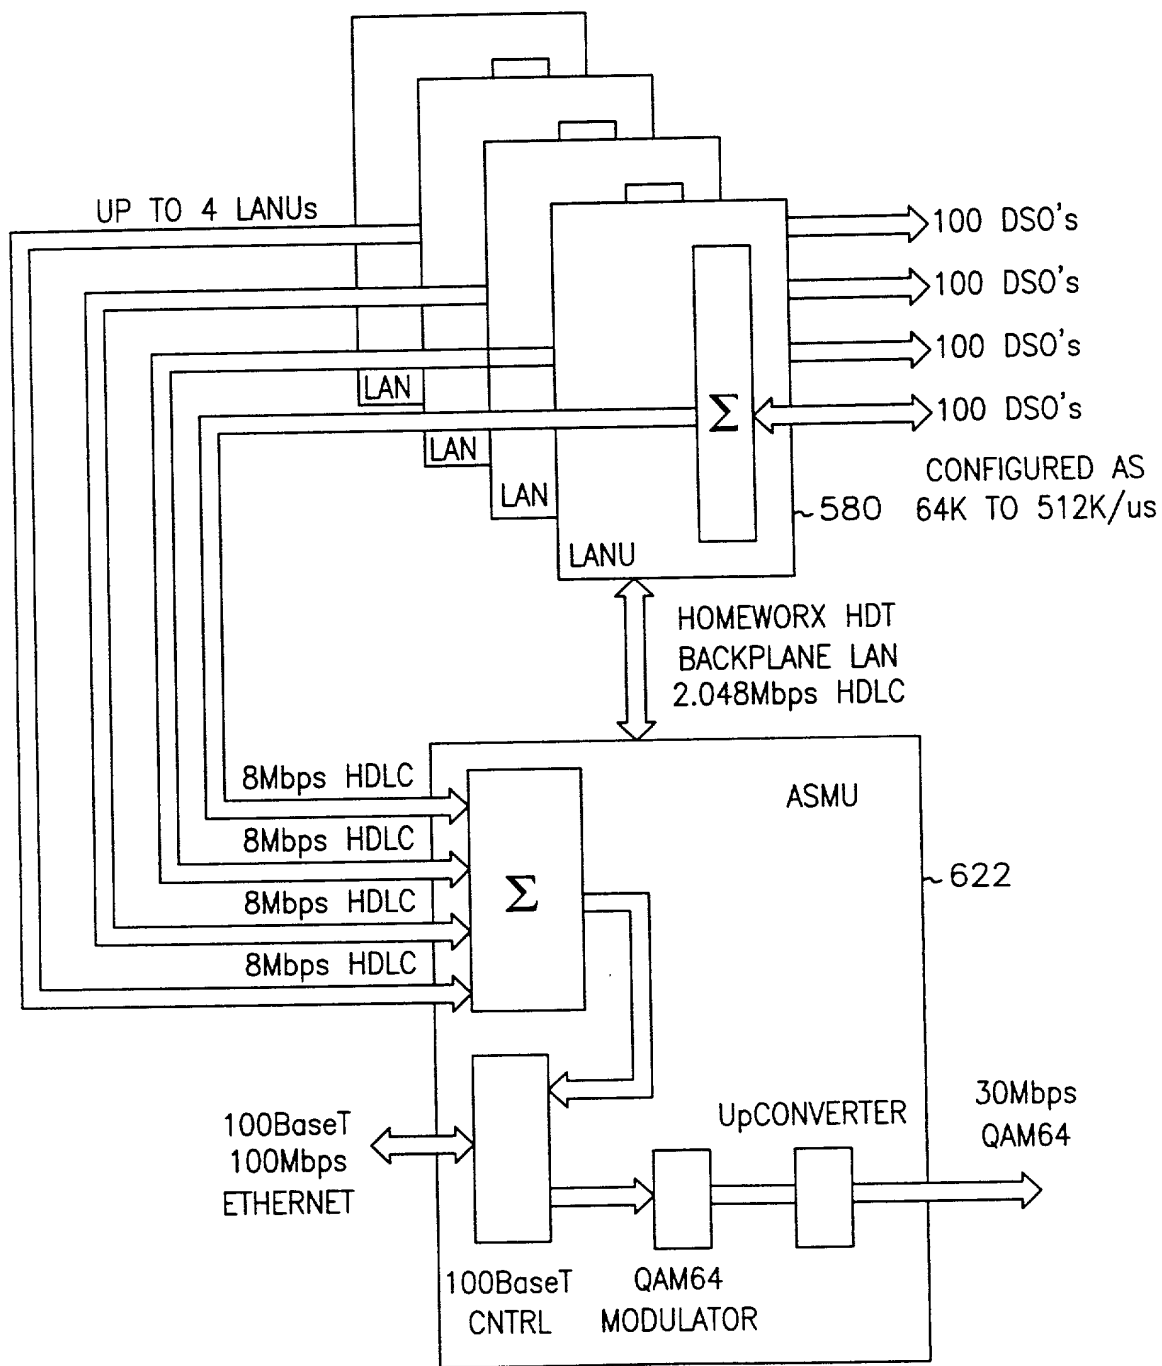 UP TO 4 LANUs
100 DSO's
100 DSO's
100 DSO's
100 DSO's
CONFIGURED AS
64K TO 512K/us
LAN
LAN
LAN
LANU
580
HOMEWORX HDT
BACKPLANE LAN
2.048Mbps HDLC
8Mbps HDLC
8Mbps HDLC
8Mbps HDLC
8Mbps HDLC
Σ
Σ
ASMU
622
100BaseT
100Mbps
ETHERNET
UpCONVERTER
30Mbps
QAM64
100BaseT
CNTRL
QAM64
MODULATOR